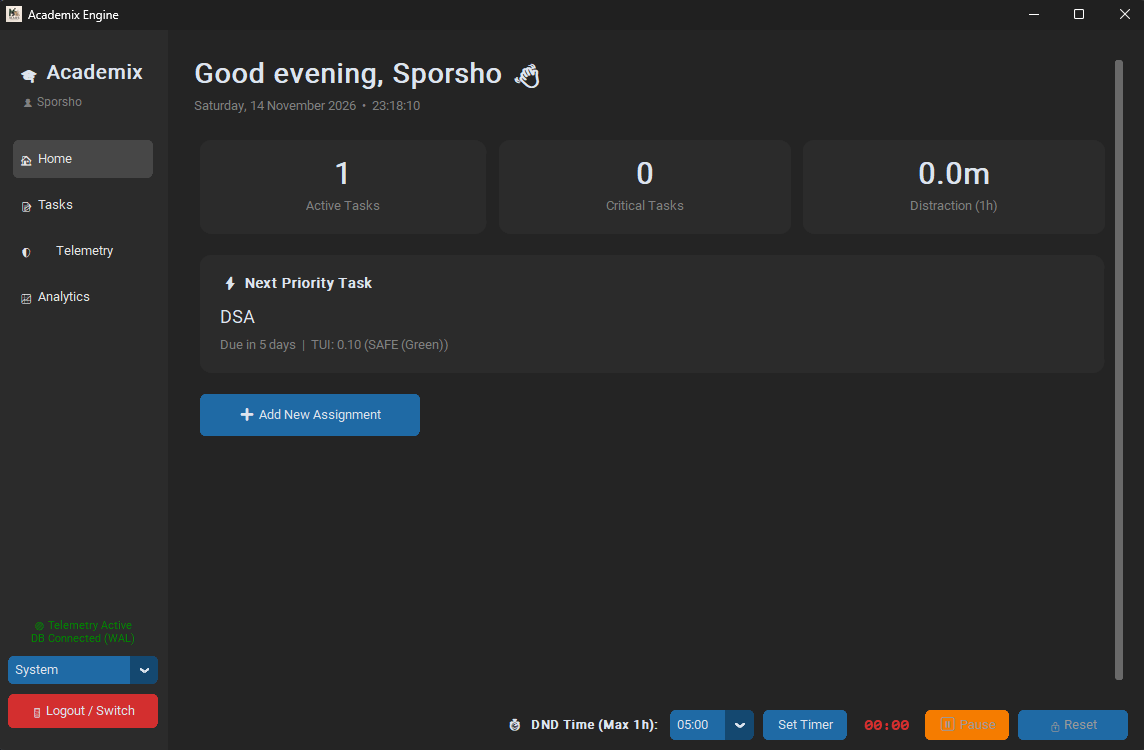 Academix Engine
Academix
Sporsho
Home
Tasks
Telemetry
Analytics
Telemetry Active
DB Connected (WAL)
System
Logout / Switch
Good evening, Sporsho
Saturday, 14 November 2026 • 23:18:10
1
Active Tasks
0
Critical Tasks
0.0m
Distraction (1h)
Next Priority Task
DSA
Due in 5 days | TUI: 0.10 (SAFE (Green))
Add New Assignment
DND Time (Max 1h): 05:00 Set Timer 00:00 Pause Reset